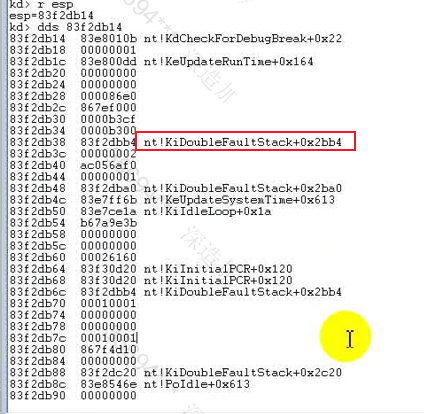 kd> r esp
esp=83f2db14
kd> dds 83f2db14
83f2db14  83e8010b nt!KdCheckForDebugBreak+0x22
83f2db18  00000001
83f2db1c  83e800dd nt!KeUpdateRunTime+0x164
83f2db20  00000000
83f2db24  00000000
83f2db28  000086e0
83f2db2c  867ef000
83f2db30  0000b3cf
83f2db34  0000b300
83f2db38  83f2dbb4 nt!KiDoubleFaultStack+0x2bb4
83f2db3c  00000002
83f2db40  ac056af0
83f2db44  00000001
83f2db48  83f2dba0 nt!KiDoubleFaultStack+0x2ba0
83f2db4c  83e7ff6b nt!KeUpdateSystemTime+0x613
83f2db50  83e7ce1a nt!KiIdleLoop+0x1a
83f2db54  b67a9e3b
83f2db58  00000000
83f2db5c  00000000
83f2db60  00026160
83f2db64  83f30d20 nt!KiInitialPCR+0x120
83f2db68  83f30d20 nt!KiInitialPCR+0x120
83f2db6c  83f2dbb4 nt!KiDoubleFaultStack+0x2bb4
83f2db70  00010001
83f2db74  00000000
83f2db78  00000000
83f2db7c  00010001
83f2db80  867f4d10
83f2db84  00000000
83f2db88  83f2dc20 nt!KiDoubleFaultStack+0x2c20
83f2db8c  83e8546e nt!PoIdle+0x613
83f2db90  00000000